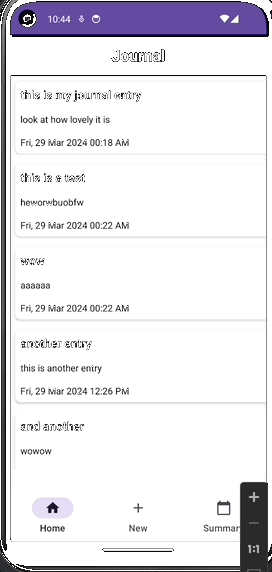 10:44
Journal
this is my journal entry
look at how lovely it is
Fri, 29 Mar 2024 00:18 AM
this is a test
heworwbuobfw
Fri, 29 Mar 2024 00:22 AM
wow
aaaaaa
Fri, 29 Mar 2024 00:22 AM
another entry
this is another entry
Fri, 29 Mar 2024 12:26 PM
and another
wowow
Home New Summar
1:1